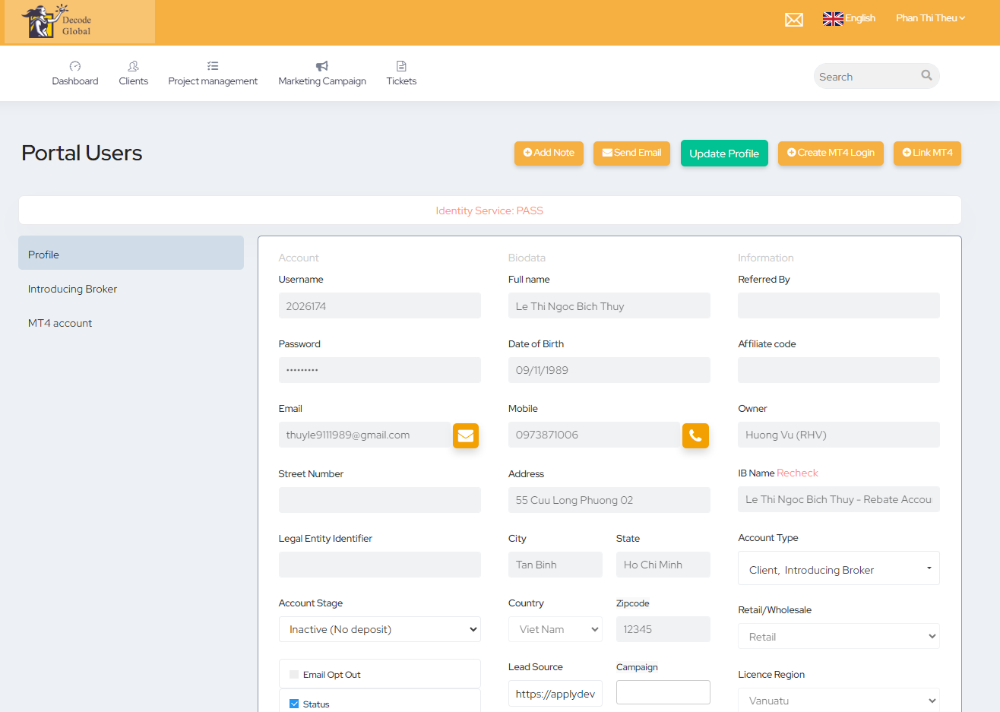 Decode
Global
English
Phan Thi Theu
Dashboard
Clients
Project management
Marketing Campaign
Tickets
Search
Portal Users
Add Note
Send Email
Update Profile
Create MT4 Login
Link MT4
Identity Service: PASS
Profile
Introducing Broker
MT4 account
Account
Username
2026174
Password
•••••••••
Email
thuyle9111989@gmail.com
Street Number
Legal Entity Identifier
Account Stage
Inactive (No deposit)
Email Opt Out
Status
Biodata
Full name
Le Thi Ngoc Bich Thuy
Date of Birth
09/11/1989
Mobile
0973871006
Address
55 Cuu Long Phuong 02
City
State
Tan Binh
Ho Chi Minh
Country
Zipcode
Viet Nam
12345
Lead Source
Campaign
https://applydev
Information
Referred By
Affiliate code
Owner
Huong Vu (RHV)
IB Name Recheck
Le Thi Ngoc Bich Thuy - Rebate Accou
Account Type
Client, Introducing Broker
Retail/Wholesale
Retail
Licence Region
Vanuatu